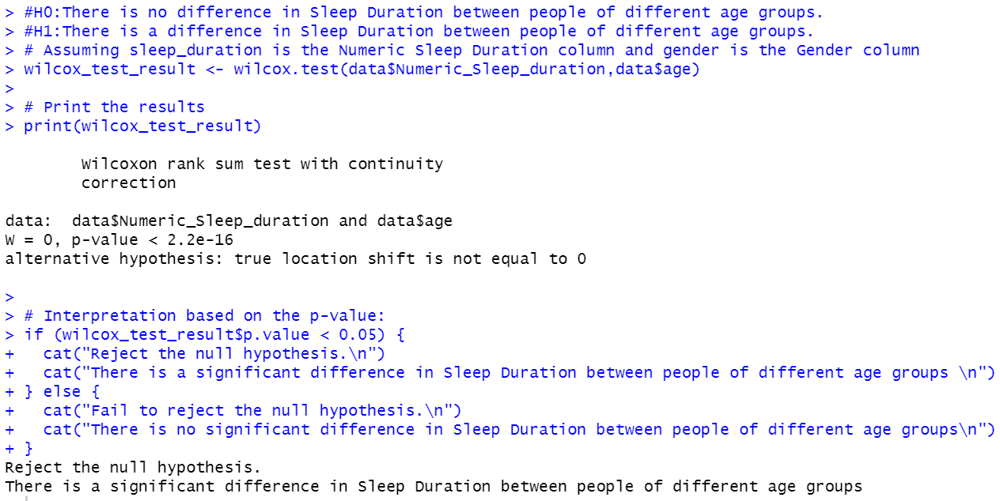 > #H0:There is no difference in Sleep Duration between people of different age groups.
> #H1:There is a difference in Sleep Duration between people of different age groups.
> # Assuming sleep_duration is the Numeric Sleep Duration column and gender is the Gender column
> wilcox_test_result <- wilcox.test(data$Numeric_Sleep_duration,data$age)
>
> # Print the results
> print(wilcox_test_result)
Wilcoxon rank sum test with continuity
correction
data:  data$Numeric_Sleep_duration and data$age
W = 0, p-value < 2.2e-16
alternative hypothesis: true location shift is not equal to 0
>
> # Interpretation based on the p-value:
> if (wilcox_test_result$p.value < 0.05) {
+   cat("Reject the null hypothesis.\n")
+   cat("There is a significant difference in Sleep Duration between people of different age groups \n")
+ } else {
+   cat("Fail to reject the null hypothesis.\n")
+   cat("There is no significant difference in Sleep Duration between people of different age groups\n")
+ }
Reject the null hypothesis.
There is a significant difference in Sleep Duration between people of different age groups